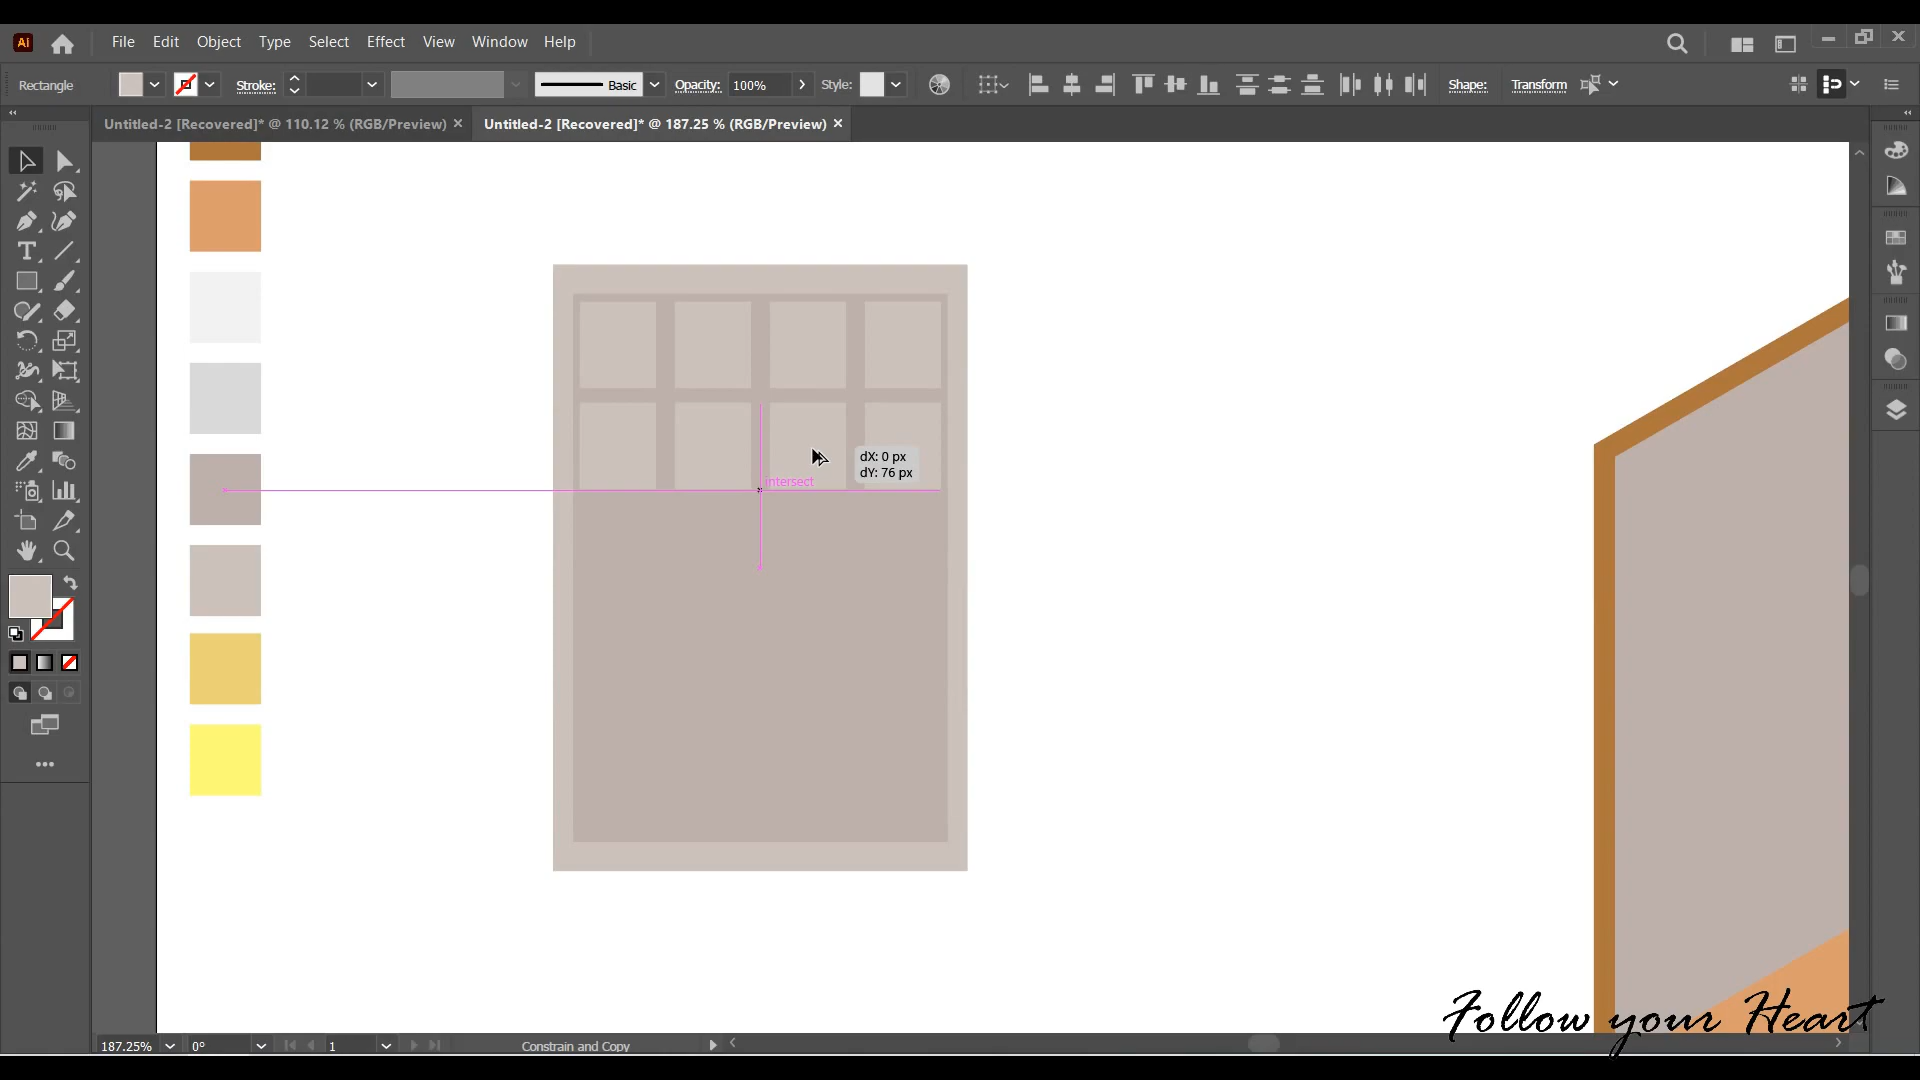 Ai File Edit Object Type Select Effect View Window Help
Rectangle Stroke: Basic Opacity: 100% Style: Shape: Transform
Untitled-2 [Recovered]* @ 110.12 % (RGB/Preview) × Untitled-2 [Recovered]* @ 187.25 % (RGB/Preview) ×
dX: 0 px
dY: 76 px
intersect
Follow your Heart
187.25% 0° 1 Constrain and Copy